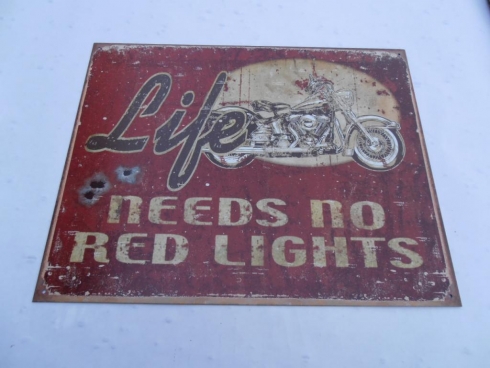 Life
NEEDS NO
RED LIGHTS